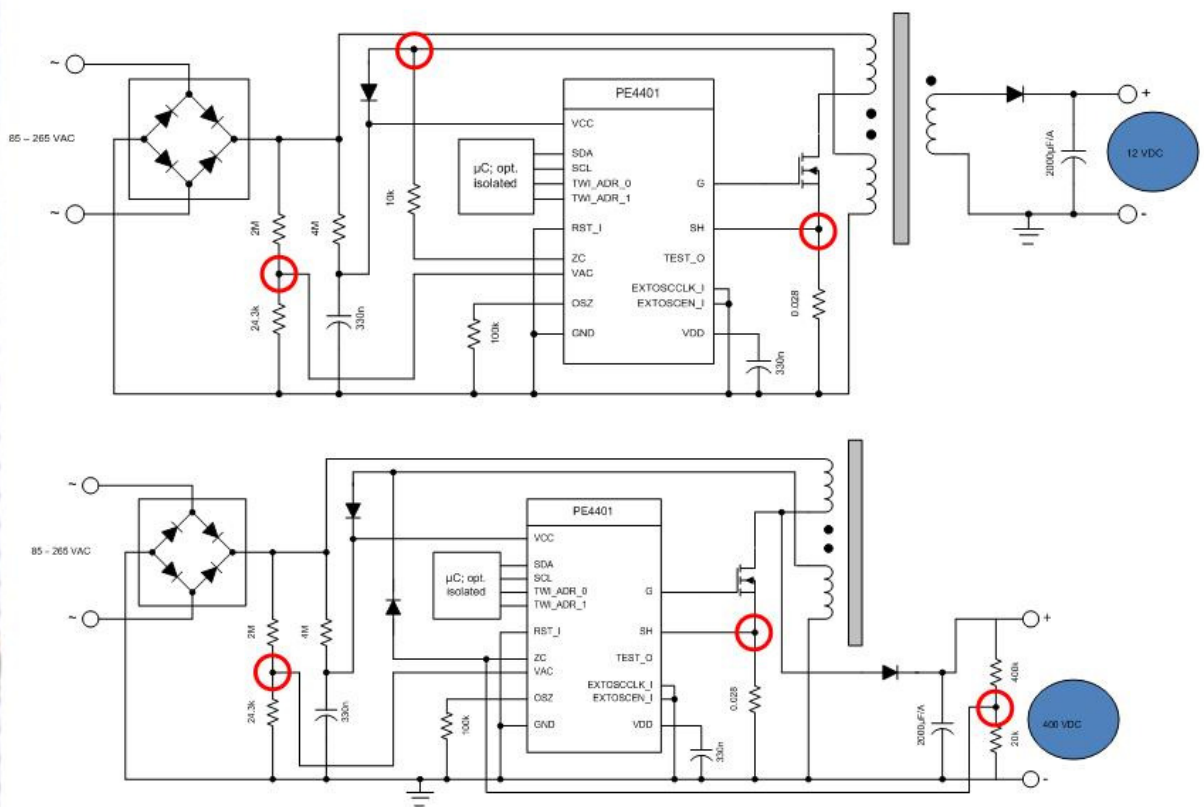 ~
85 – 265 VAC
~
2M
4M
24.3k
330n
10k
µC; opt.
isolated
100k
PE4401
VCC
SDA
SCL
TWI_ADR_0
TWI_ADR_1
RST_I
ZC
VAC
OSZ
GND
G
SH
TEST_O
EXTOSCCLK_I
EXTOSCEN_I
VDD
330n
0.028
2000µF/A
+
12 VDC
-
~
85 – 265 VAC
~
2M
4M
24.3k
330n
µC; opt.
isolated
100k
PE4401
VCC
SDA
SCL
TWI_ADR_0
TWI_ADR_1
RST_I
ZC
VAC
OSZ
GND
G
SH
TEST_O
EXTOSCCLK_I
EXTOSCEN_I
VDD
330n
0.028
2000µF/A
400k
20k
+
400 VDC
-